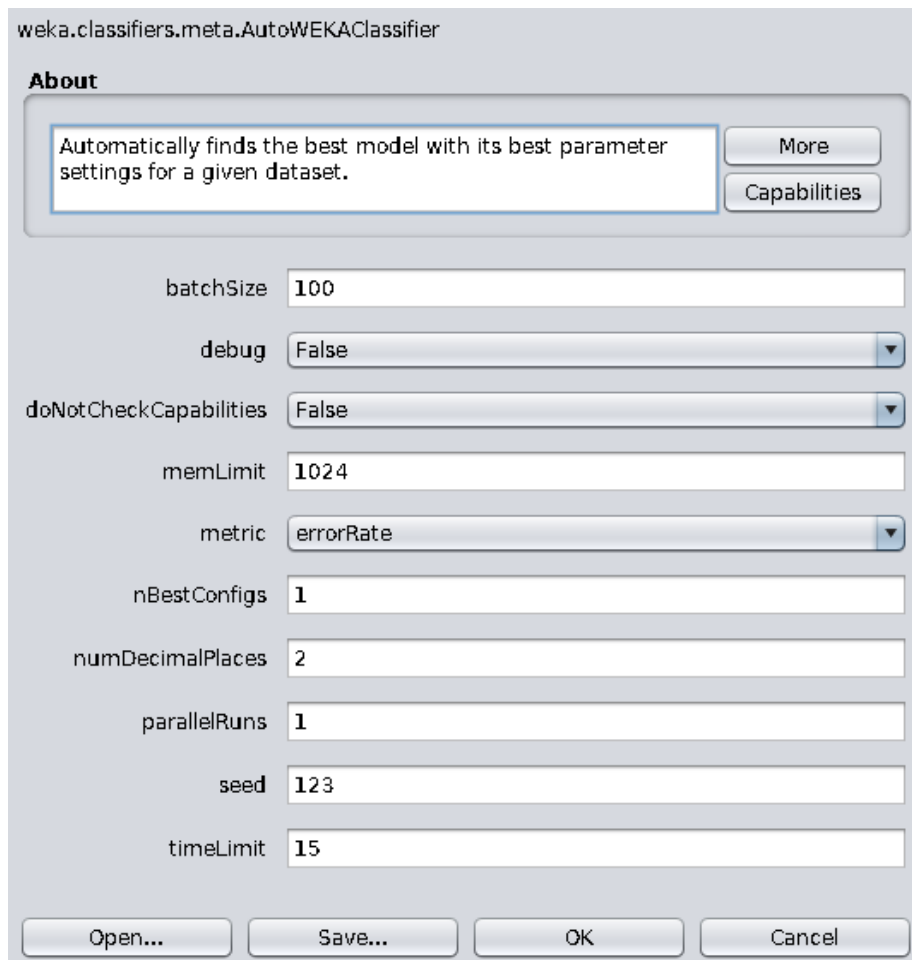 weka.classifiers.meta.AutoWEKAClassifier
About
Automatically finds the best model with its best parameter
settings for a given dataset.
More
Capabilities
batchSize 100
debug False
doNotCheckCapabilities False
memLimit 1024
metric errorRate
nBestConfigs 1
numDecimalPlaces 2
parallelRuns 1
seed 123
timeLimit 15
Open... Save... OK Cancel